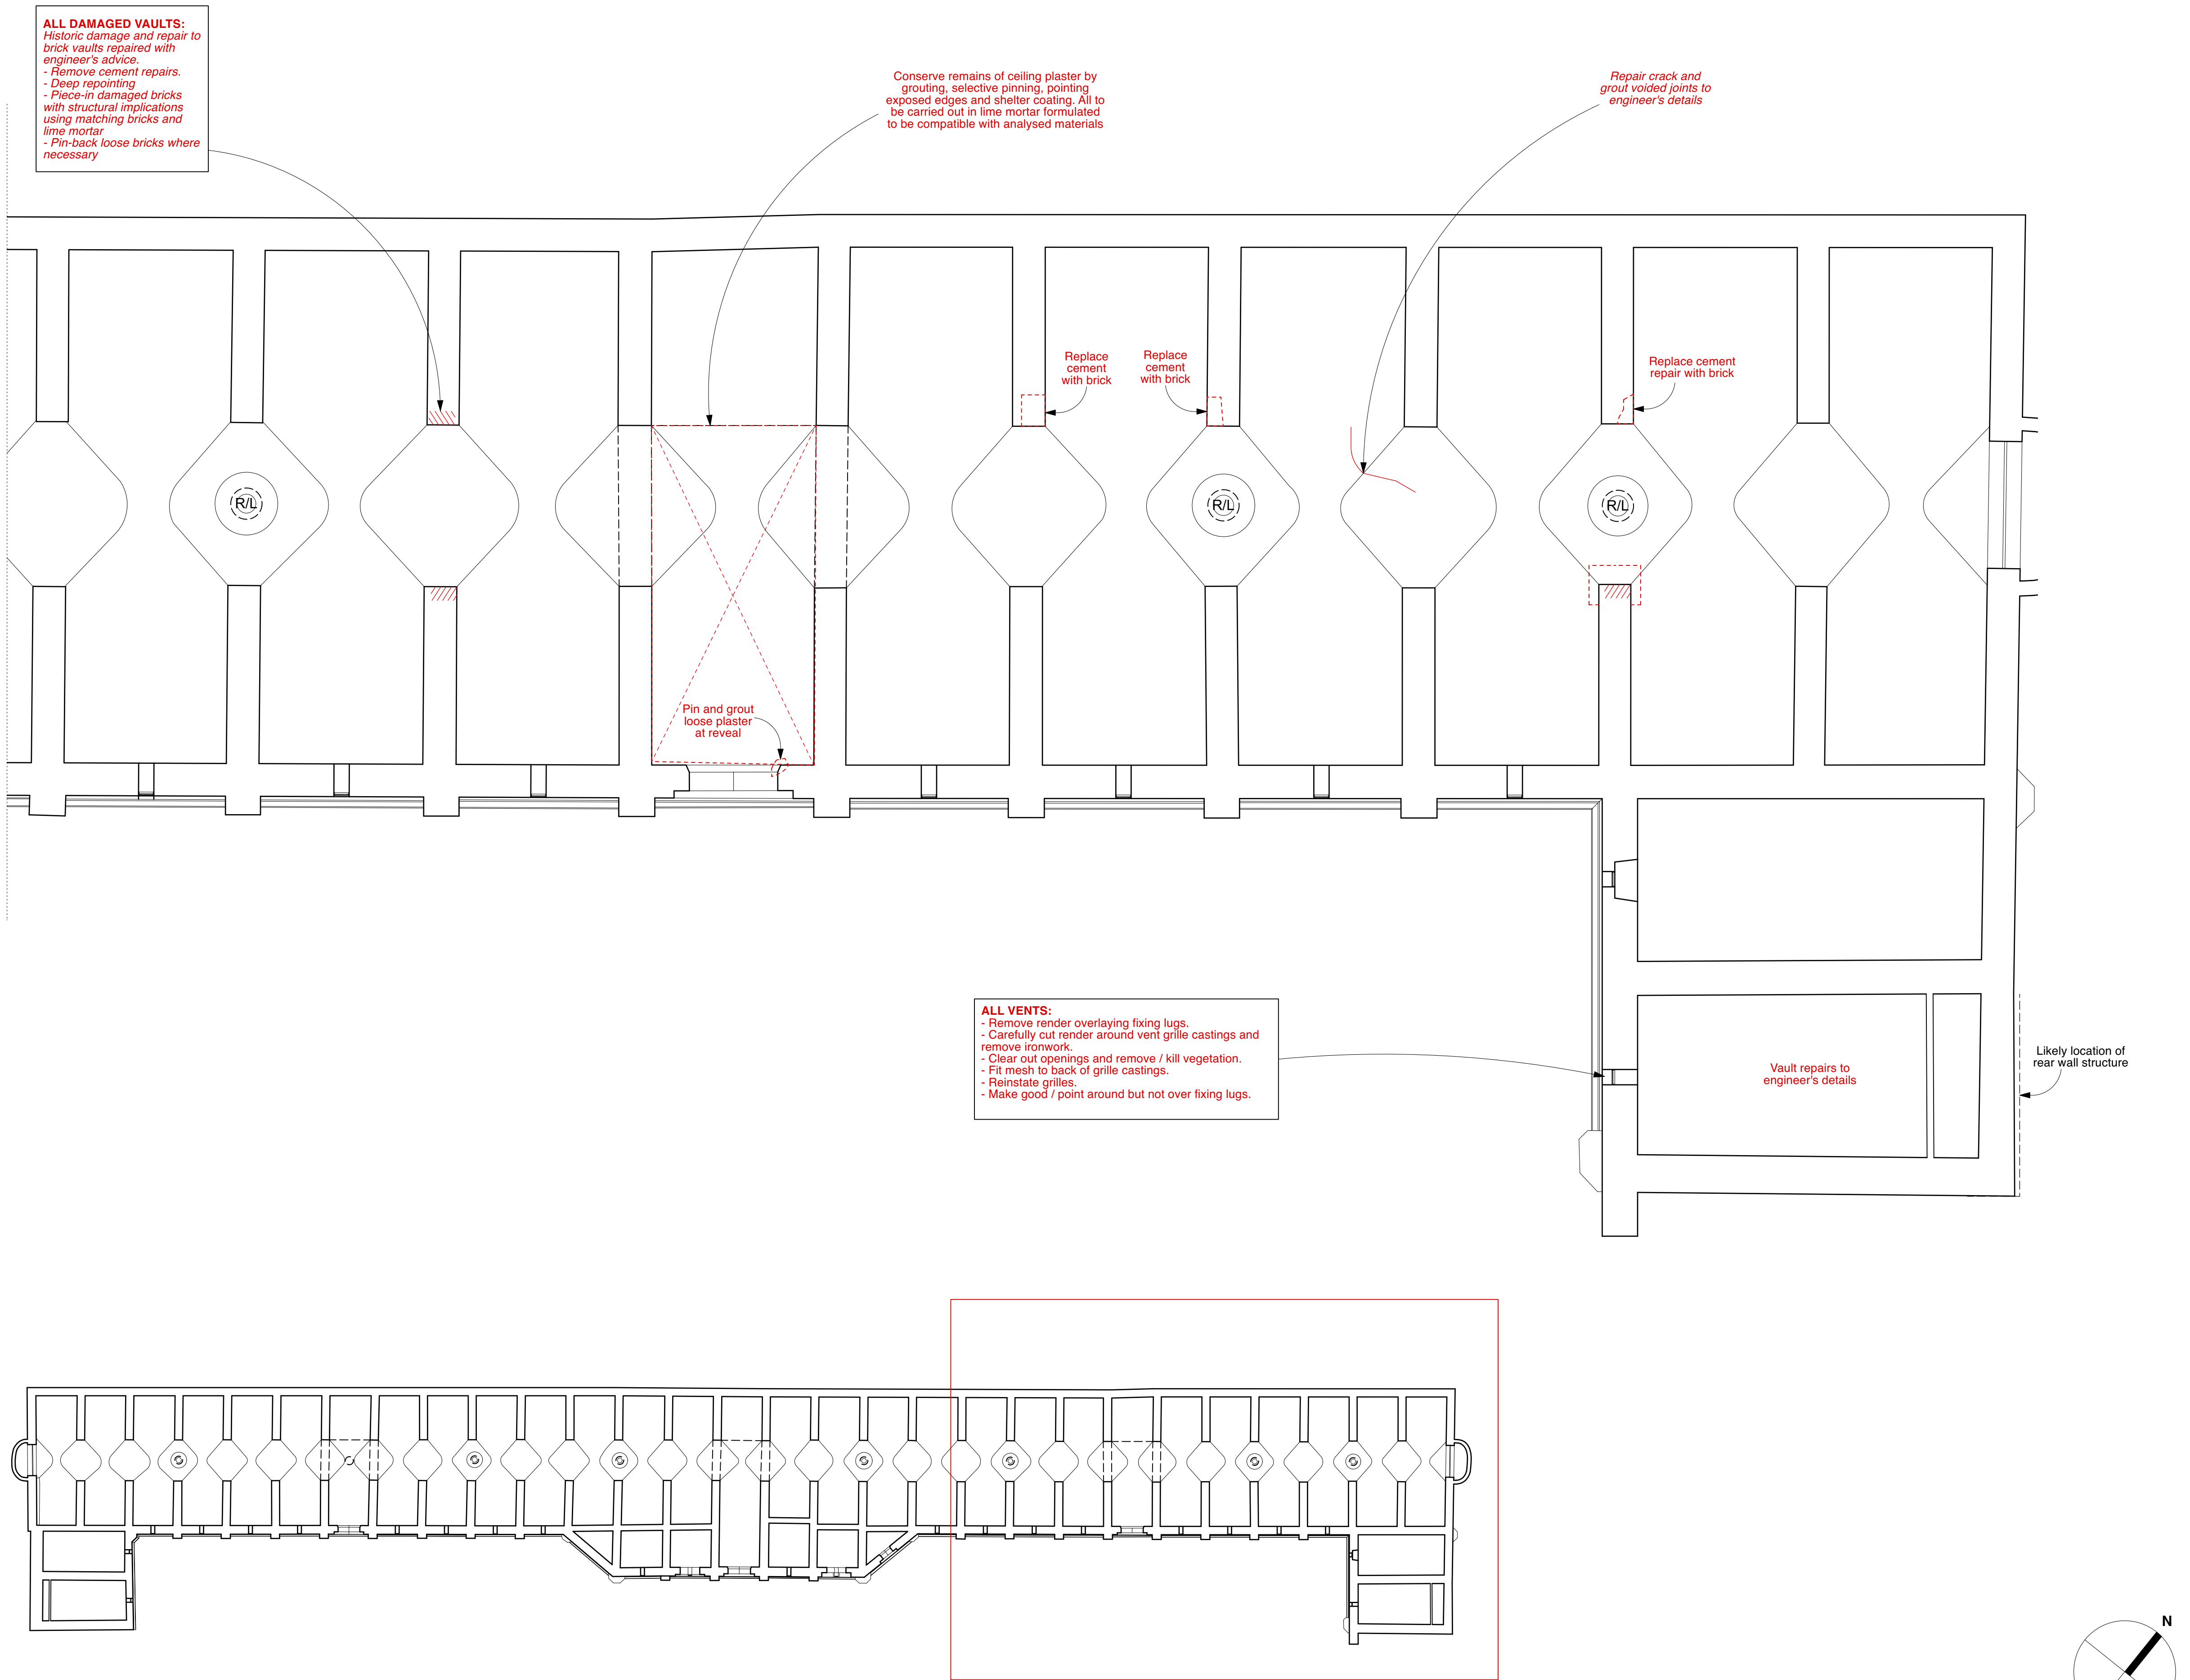 ALL DAMAGED VAULTS:
Historic damage and repair to
brick vaults repaired with
engineer's advice.
- Remove cement repairs.
- Deep repointing
- Piece-in damaged bricks
with structural implications
using matching bricks and
lime mortar
- Pin-back loose bricks where
necessary
Conserve remains of ceiling plaster by
grouting, selective pinning, pointing
exposed edges and shelter coating. All to
be carried out in lime mortar formulated
to be compatible with analysed materials
Repair crack and
grout voided joints to
engineer's details
Replace
cement
with brick
Replace
cement
with brick
Replace cement
repair with brick
R/L
R/L
R/L
Pin and grout
loose plaster
at reveal
ALL VENTS:
- Remove render overlaying fixing lugs.
- Carefully cut render around vent grille castings and
remove ironwork.
- Clear out openings and remove / kill vegetation.
- Fit mesh to back of grille castings.
- Reinstate grilles.
- Make good / point around but not over fixing lugs.
Vault repairs to
engineer's details
Likely location of
rear wall structure
N